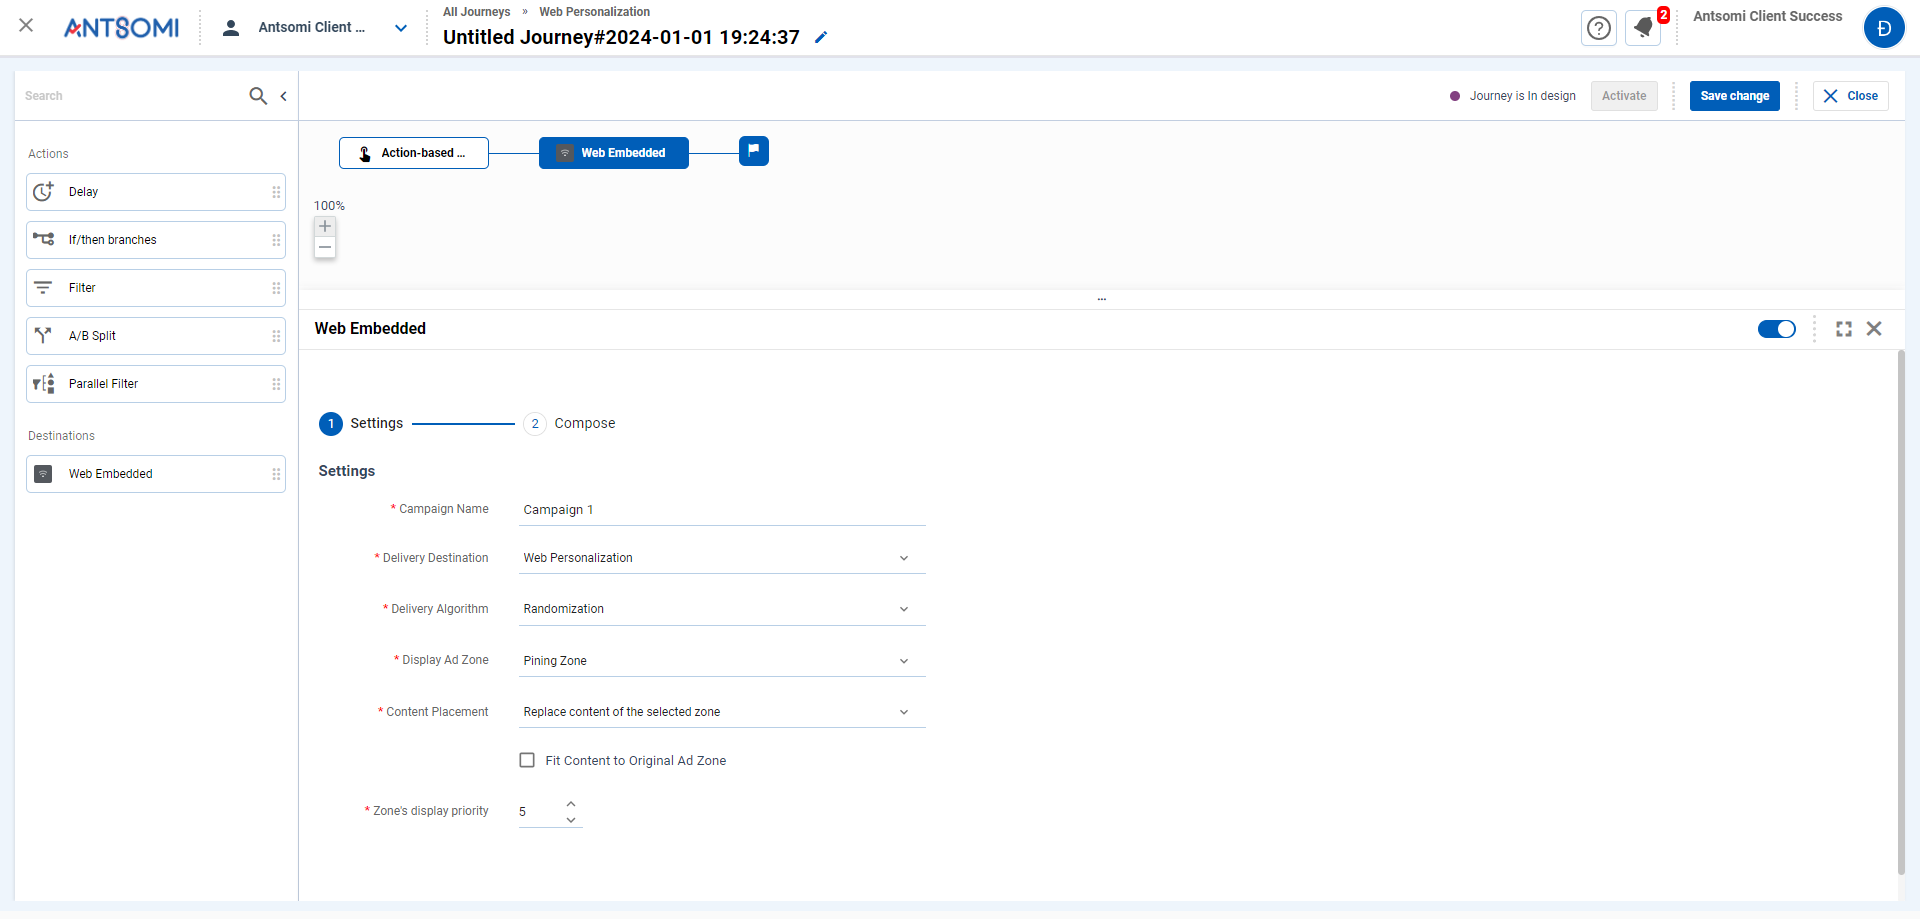 ANTSOMI
Antsomi Client ...
All Journeys » Web Personalization
Untitled Journey#2024-01-01 19:24:37
2
Antsomi Client Success
Đ
Search
Journey is In design
Activate
Save change
Close
Actions
Delay
If/then branches
Filter
A/B Split
Parallel Filter
Destinations
Web Embedded
Action-based ...
Web Embedded
100%
...
Web Embedded
1 Settings
2 Compose
Settings
* Campaign Name Campaign 1
* Delivery Destination Web Personalization
* Delivery Algorithm Randomization
* Display Ad Zone Pining Zone
* Content Placement Replace content of the selected zone
Fit Content to Original Ad Zone
* Zone's display priority 5